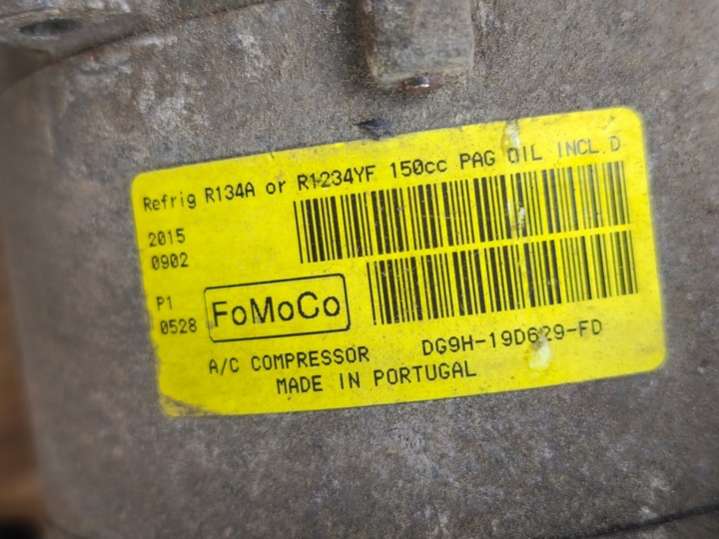 Refrig R134A or R1234YF 150cc PAG OIL INCL.D
2015
0902
P1
0528
FoMoCo
A/C COMPRESSOR DG9H-19D629-FD
MADE IN PORTUGAL